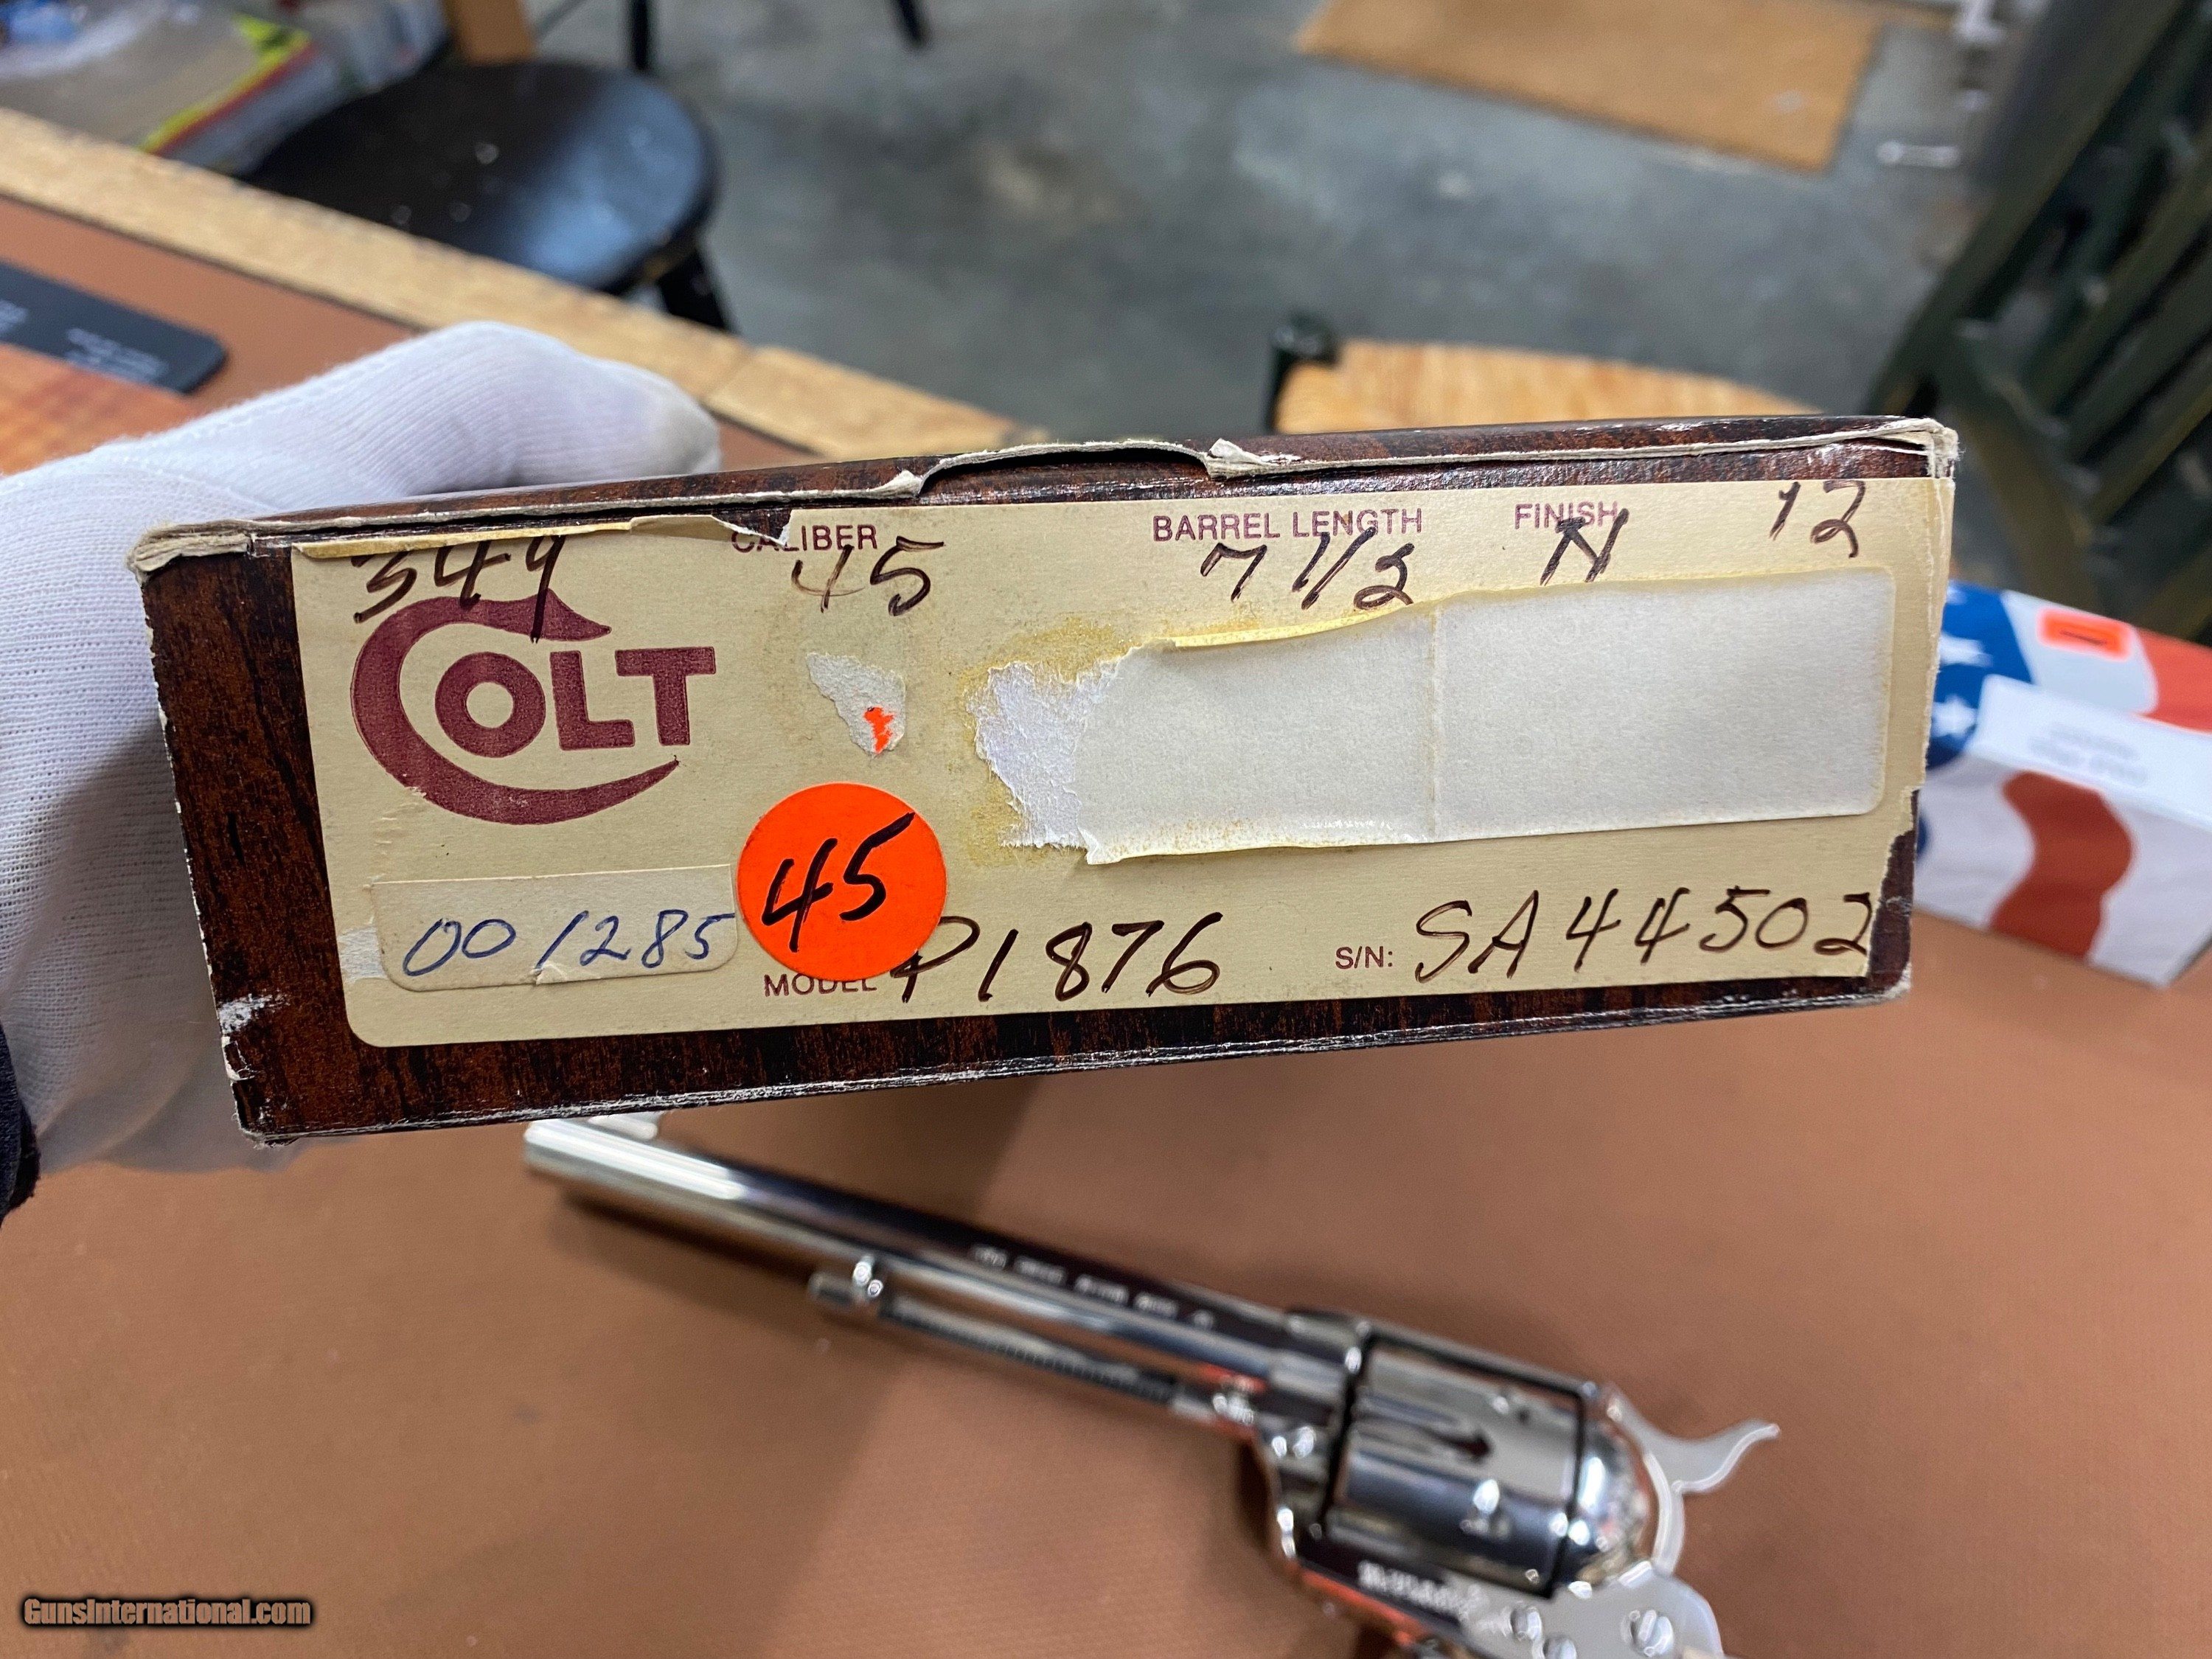 CALIBER BARREL LENGTH FINISH 12
349 45 7 1/2 N
COLT
45
001285
MODEL P1876 S/N: SA44502
GunsInternational.com